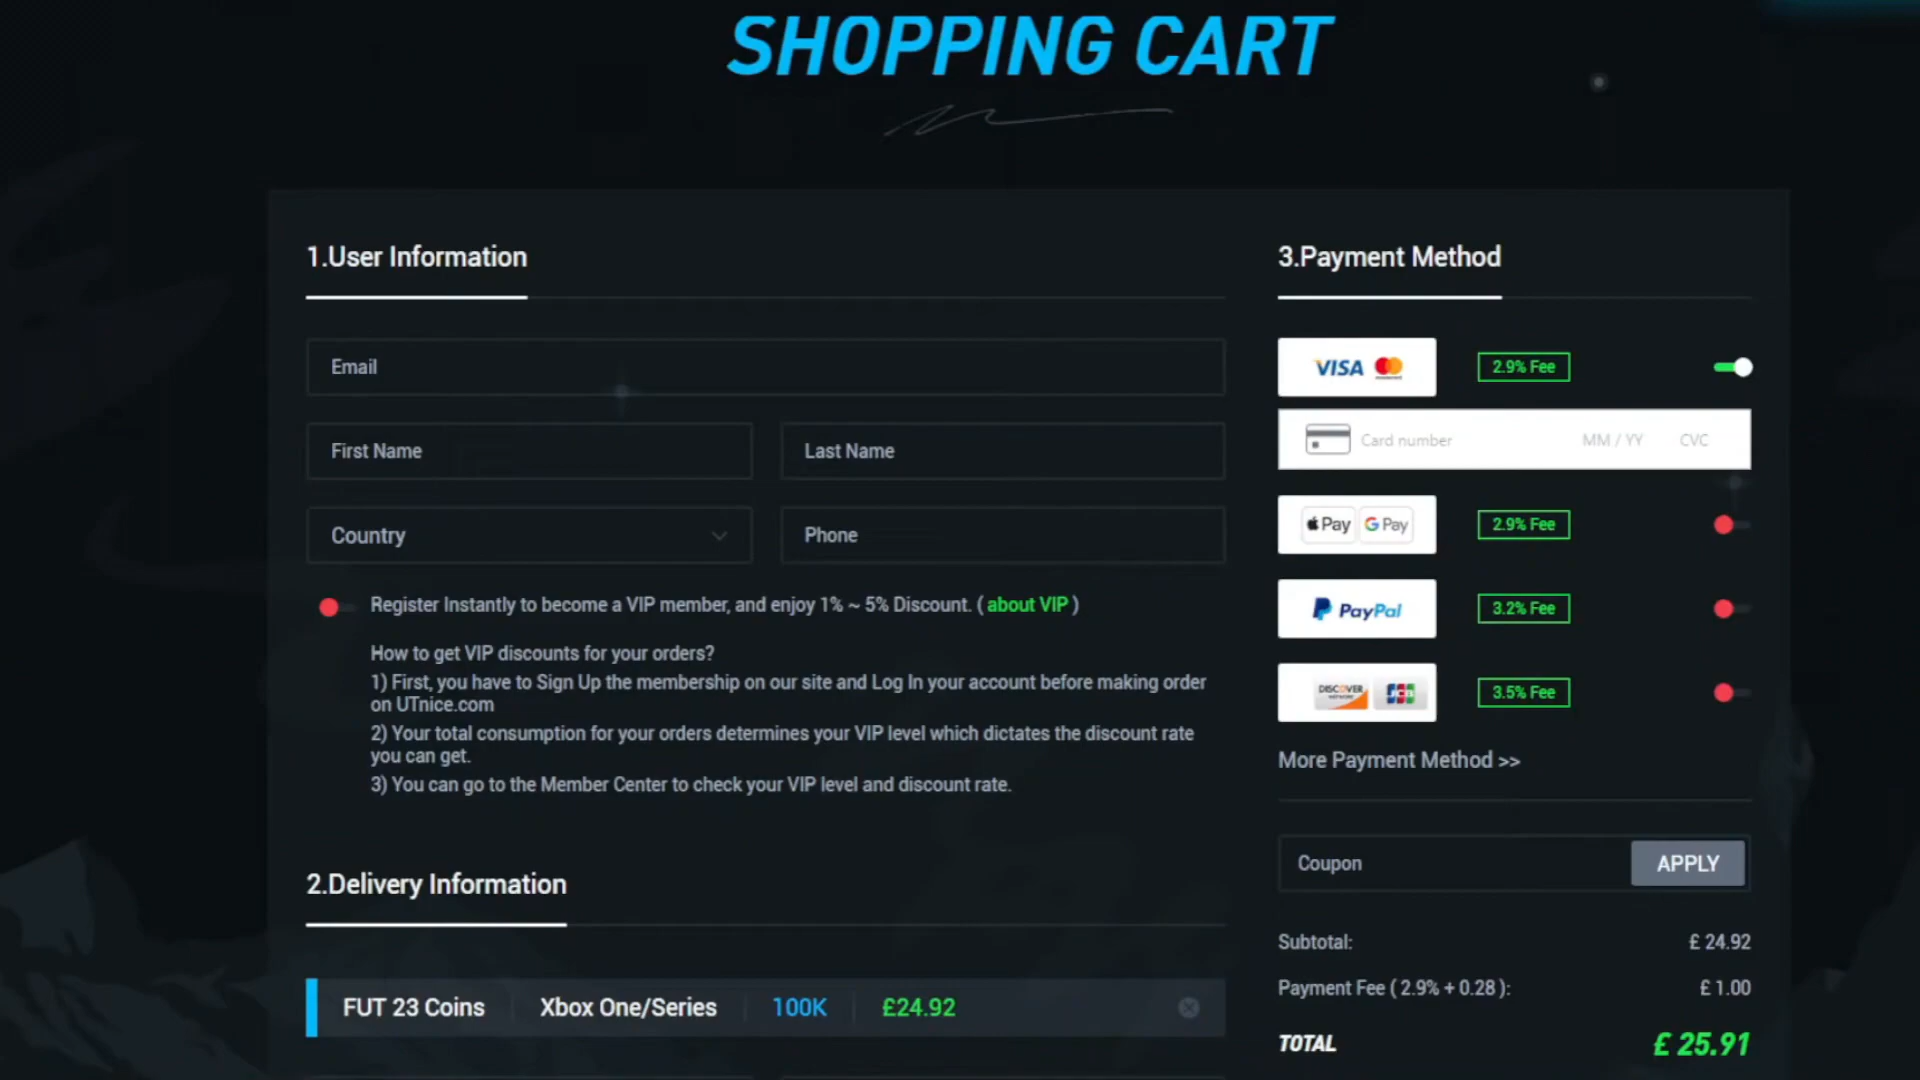 SHOPPING CART
1.User Information
Email
First Name
Last Name
Country
Phone
Register Instantly to become a VIP member, and enjoy 1% ~ 5% Discount. ( about VIP )
How to get VIP discounts for your orders?
1) First, you have to Sign Up the membership on our site and Log In your account before making order
on UTnice.com
2) Your total consumption for your orders determines your VIP level which dictates the discount rate
you can get.
3) You can go to the Member Center to check your VIP level and discount rate.
2.Delivery Information
FUT 23 Coins Xbox One/Series 100K £24.92
3.Payment Method
VISA 2.9% Fee
Card number MM / YY CVC
Pay G Pay 2.9% Fee
PayPal 3.2% Fee
DISCOVER JCB 3.5% Fee
More Payment Method >>
Coupon APPLY
Subtotal: £ 24.92
Payment Fee ( 2.9% + 0.28 ): £ 1.00
TOTAL £ 25.91